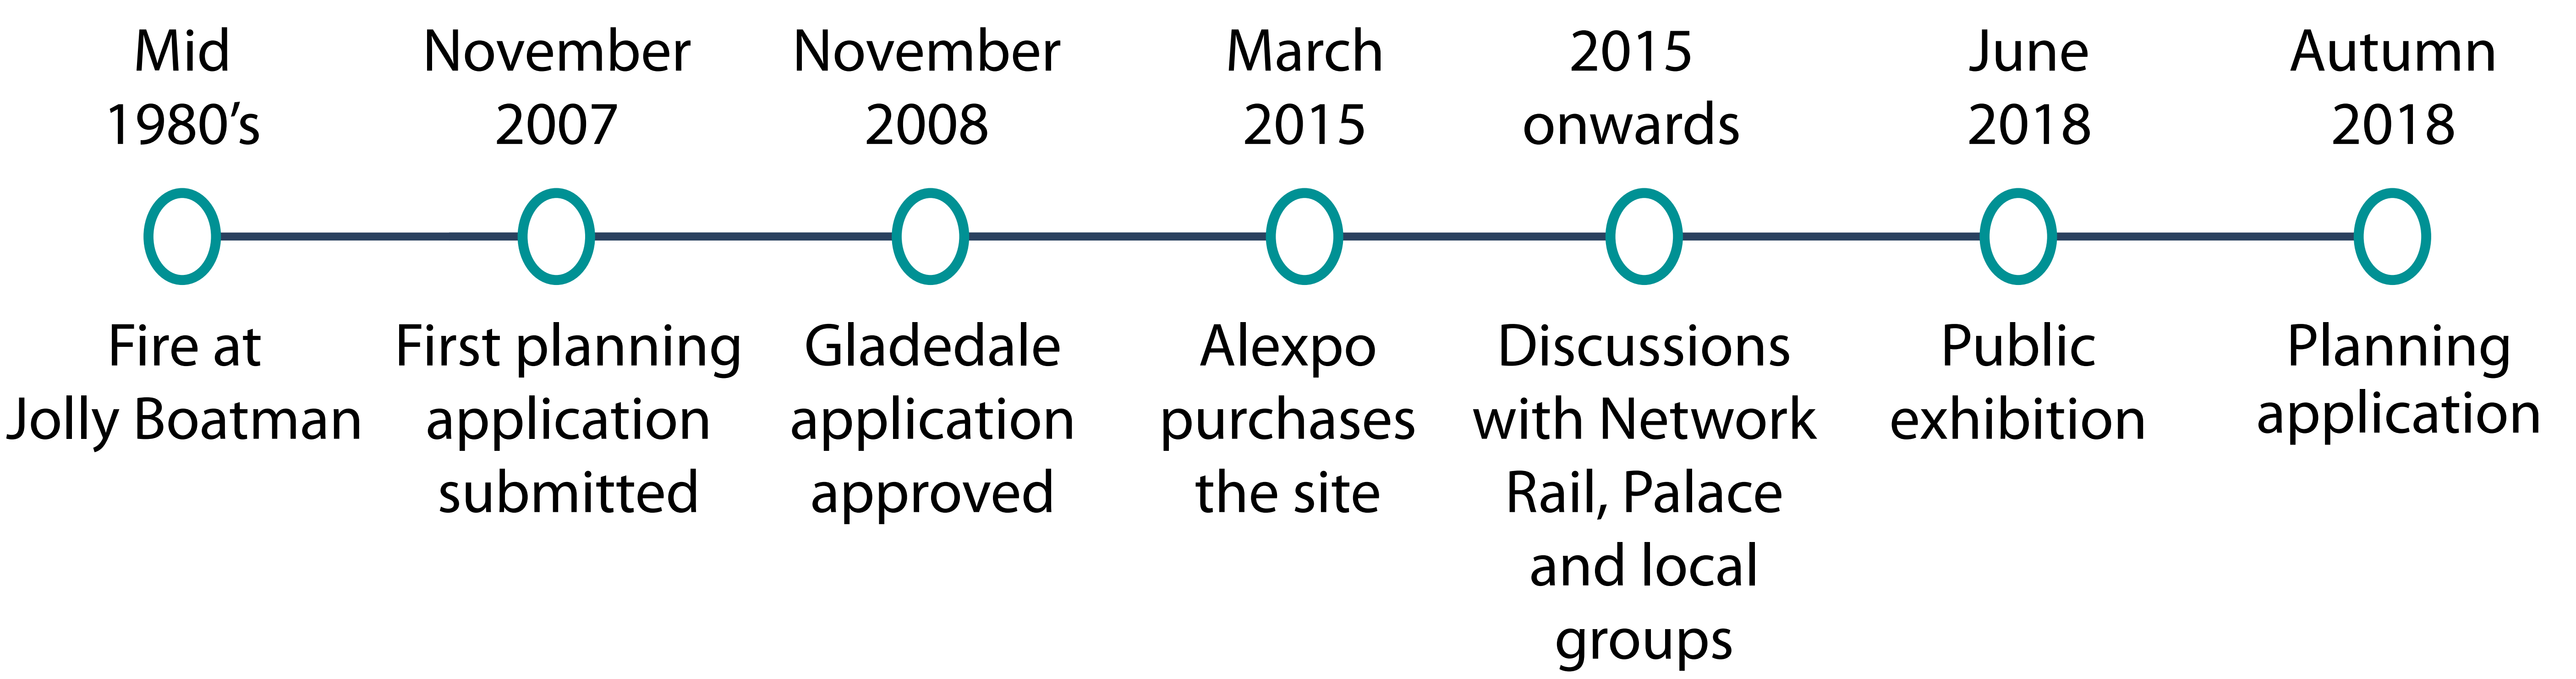 Mid
1980’s
November
2007
November
2008
March
2015
2015
onwards
June
2018
Autumn
2018
Fire at
Jolly Boatman
First planning
application
submitted
Gladedale
application
approved
Alexpo
purchases
the site
Discussions
with Network
Rail, Palace
and local
groups
Public
exhibition
Planning
application